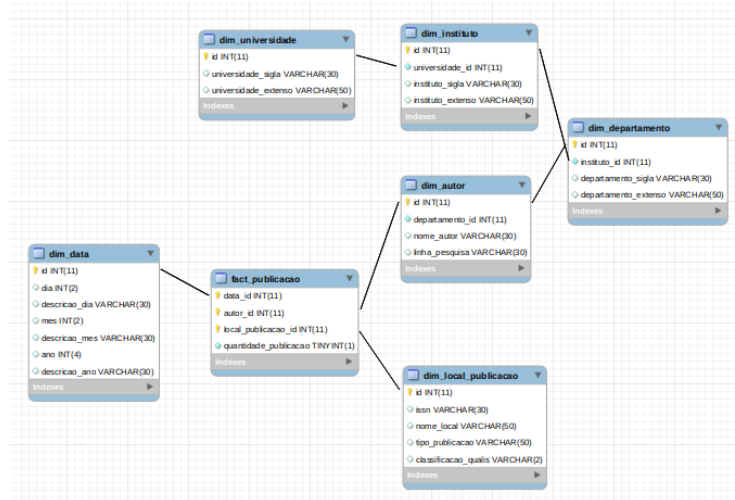 dim_universidade
id INT(11)
universidade_sigla VARCHAR(30)
universidade_extenso VARCHAR(50)
Indexes
dim_instituto
id INT(11)
universidade_id INT(11)
instituto_sigla VARCHAR(30)
instituto_extenso VARCHAR(50)
Indexes
dim_departamento
id INT(11)
instituto_id INT(11)
departamento_sigla VARCHAR(30)
departamento_extenso VARCHAR(50)
Indexes
dim_autor
id INT(11)
departamento_id INT(11)
nome_autor VARCHAR(30)
linha_pesquisa VARCHAR(30)
Indexes
dim_data
id INT(11)
dia INT(2)
descricao_dia VARCHAR(30)
mes INT(2)
descricao_mes VARCHAR(30)
ano INT(4)
descricao_ano VARCHAR(30)
Indexes
fact_publicacao
data_id INT(11)
autor_id INT(11)
local_publicacao_id INT(11)
quantidade_publicacao TINYINT(1)
Indexes
dim_local_publicacao
id INT(11)
issn VARCHAR(30)
nome_local VARCHAR(50)
tipo_publicacao VARCHAR(50)
classificacao_qualis VARCHAR(2)
Indexes